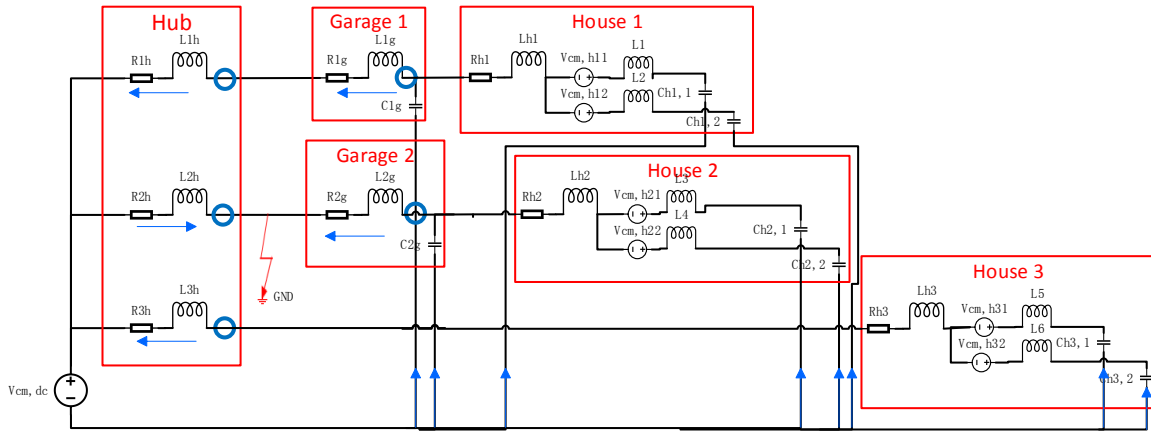 Hub
Garage 1
House 1
L1h
R1h
L1g
R1g
C1g
Lh1
Rh1
Vcm,h11
L1
Vcm,h12
L2
Ch1,1
Ch1,2
Garage 2
House 2
L2h
R2h
L2g
R2g
C2g
Lh2
Rh2
Vcm,h21
L3
Vcm,h22
L4
Ch2,1
Ch2,2
GND
House 3
L3h
R3h
Lh3
Rh3
Vcm,h31
L5
Vcm,h32
L6
Ch3,1
Ch3,2
Vcm,dc